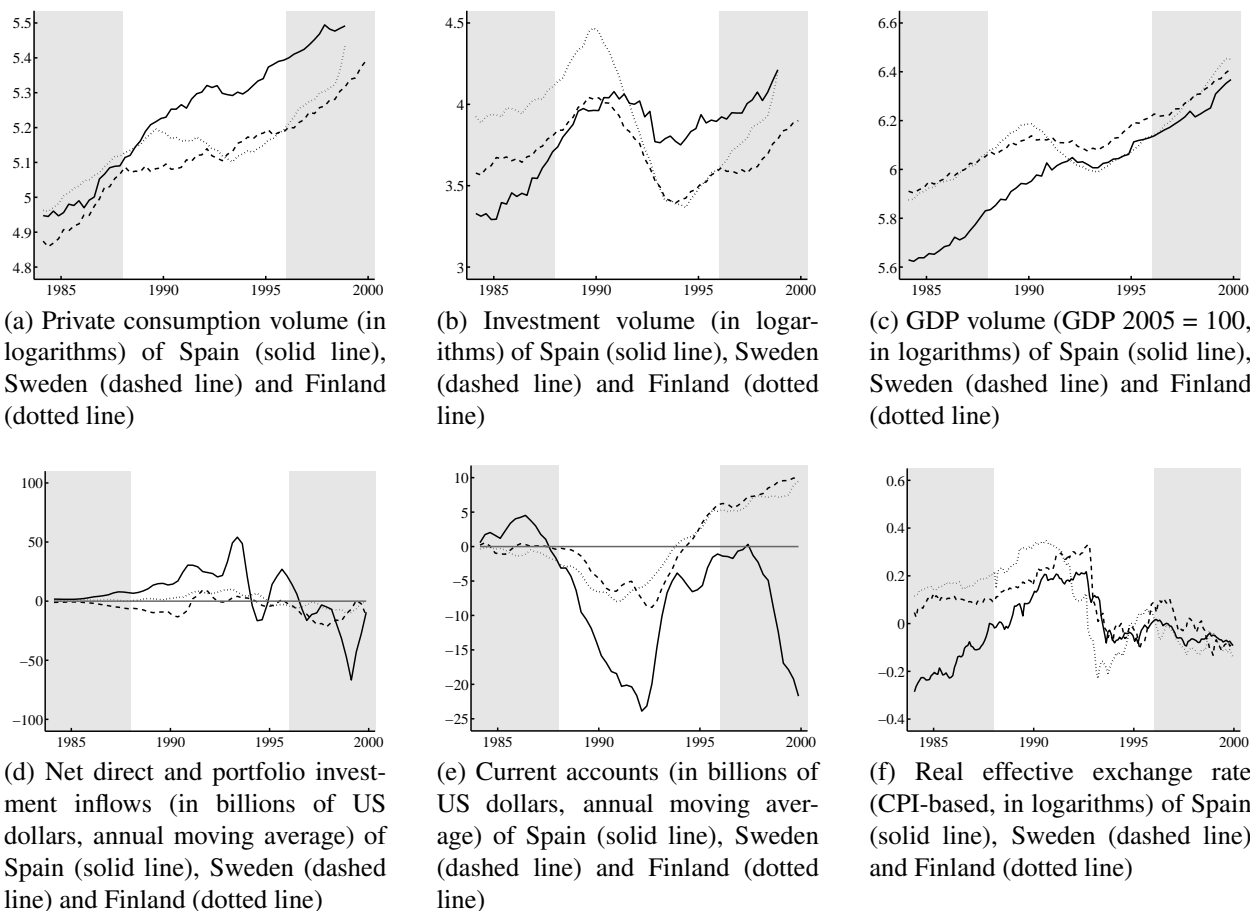 5.5
5.4
5.3
5.2
5.1
5
4.9
4.8
1985 1990 1995 2000
(a) Private consumption volume (in
logarithms) of Spain (solid line),
Sweden (dashed line) and Finland
(dotted line)
4.5
4
3.5
3
1985 1990 1995 2000
(b) Investment volume (in logar-
ithms) of Spain (solid line), Sweden
(dashed line) and Finland (dotted
line)
6.6
6.4
6.2
6
5.8
5.6
1985 1990 1995 2000
(c) GDP volume (GDP 2005 = 100,
in logarithms) of Spain (solid line),
Sweden (dashed line) and Finland
(dotted line)
100
50
0
−50
−100
1985 1990 1995 2000
(d) Net direct and portfolio invest-
ment inflows (in billions of US
dollars, annual moving average) of
Spain (solid line), Sweden (dashed
line) and Finland (dotted line)
10
5
0
−5
−10
−15
−20
−25
1985 1990 1995 2000
(e) Current accounts (in billions of
US dollars, annual moving aver-
age) of Spain (solid line), Sweden
(dashed line) and Finland (dotted
line)
0.6
0.4
0.2
0
−0.2
−0.4
1985 1990 1995 2000
(f) Real effective exchange rate
(CPI-based, in logarithms) of Spain
(solid line), Sweden (dashed line)
and Finland (dotted line)